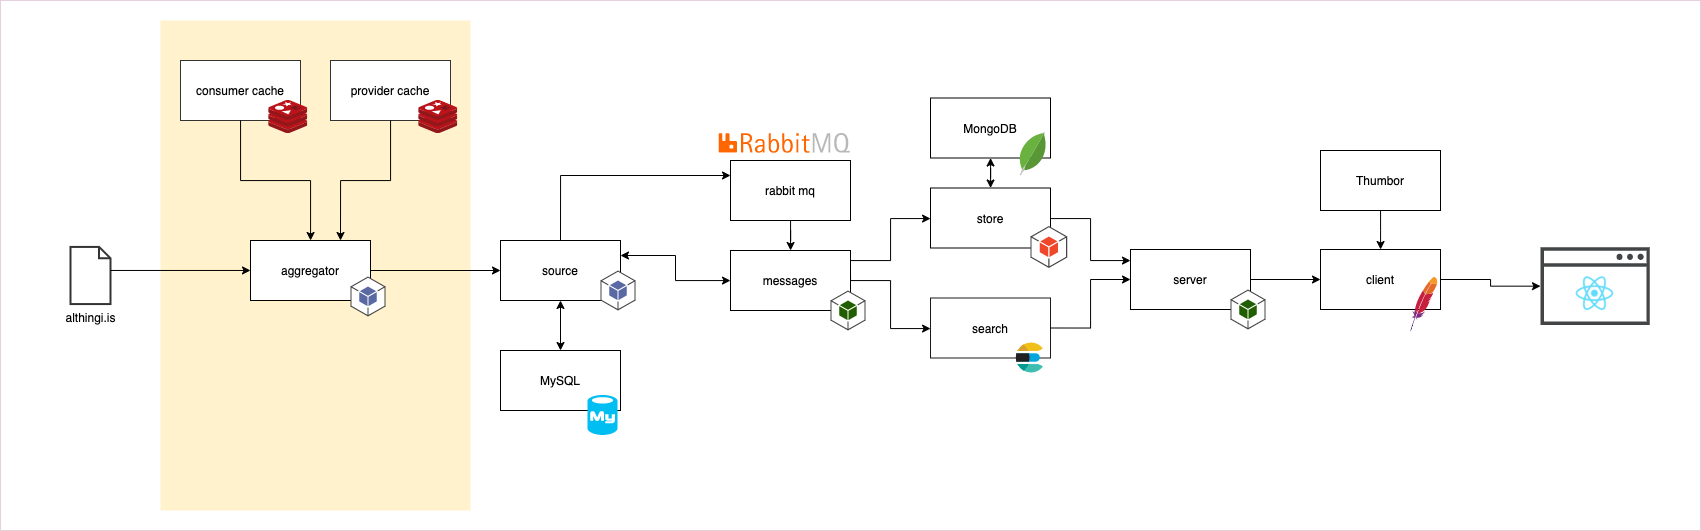 consumer cache
provider cache
althingi.is
aggregator
source
MySQL
My
RabbitMQ
rabbit mq
messages
MongoDB
store
search
server
Thumbor
client